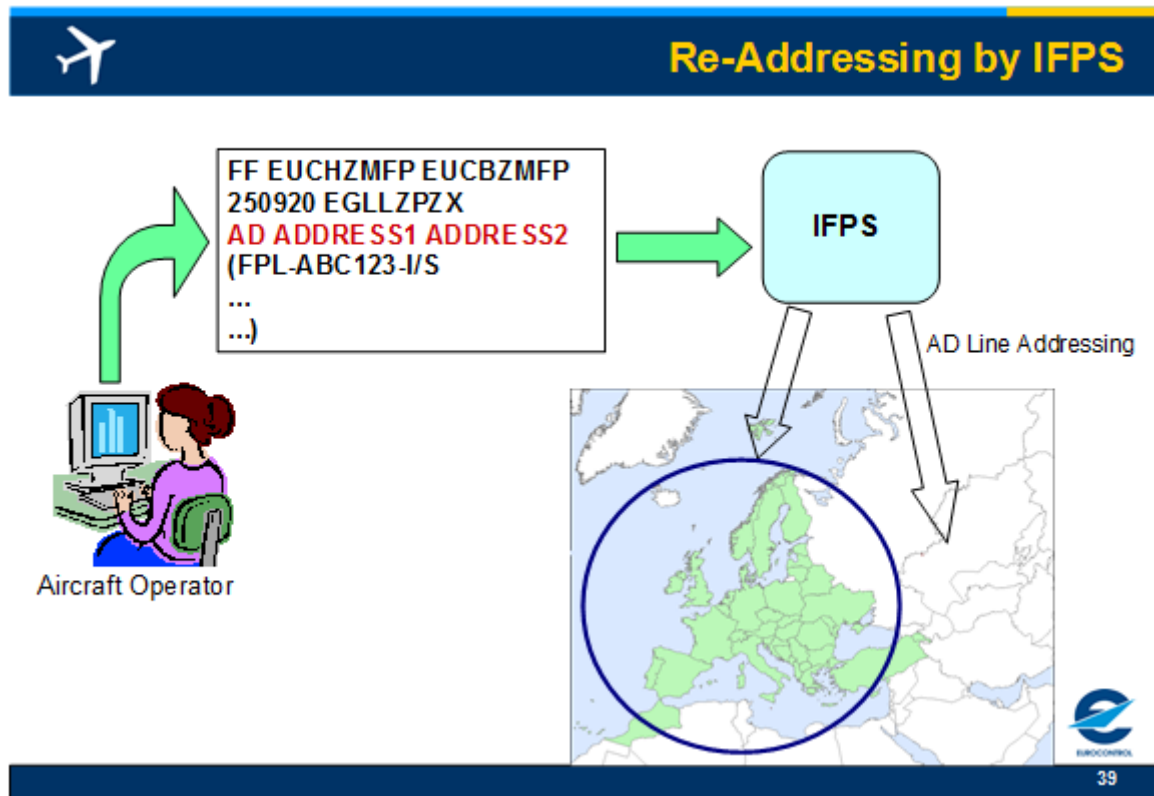 Re-Addressing by IFPS
FF EUCHZMFP EUCBZMFP
250920 EGLLZPZX
AD ADDRESS1 ADDRESS2
(FPL-ABC123-I/S
...
...)
IFPS
AD Line Addressing
Aircraft Operator
EUROCONTROL
39